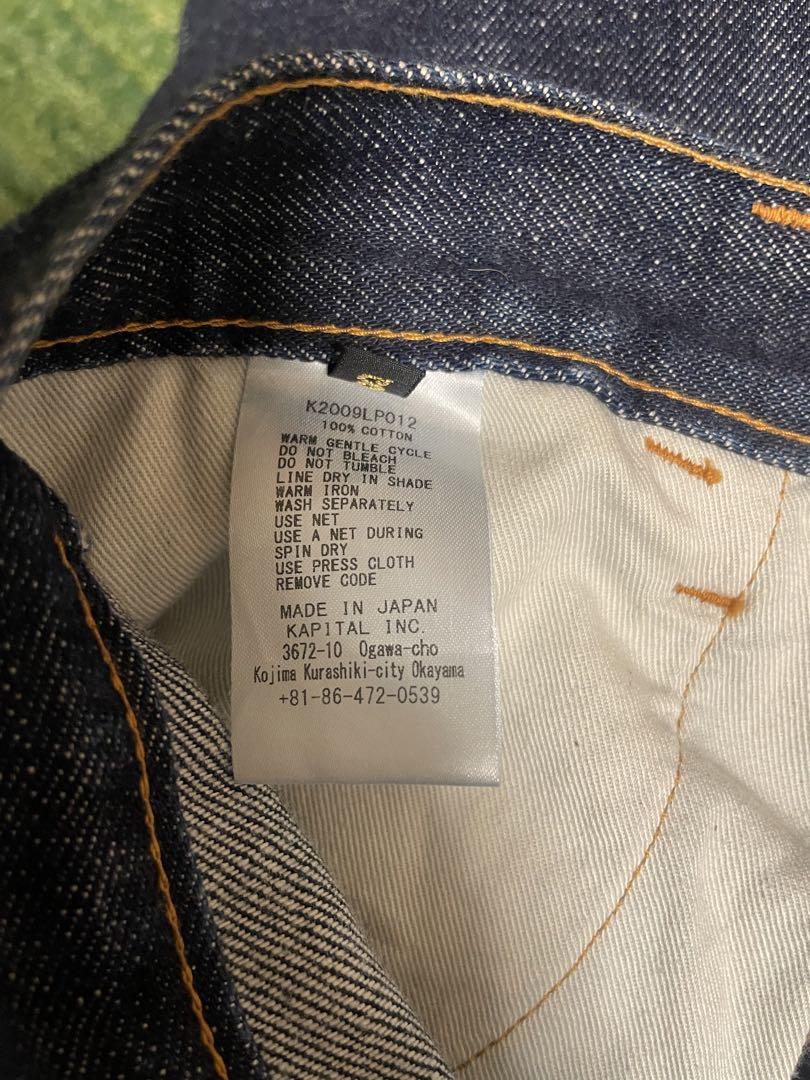 K2009LP012
100% COTTON
WARM GENTLE CYCLE
DO NOT BLEACH
DO NOT TUMBLE
LINE DRY IN SHADE
WARM IRON
WASH SEPARATELY
USE NET
USE A NET DURING
SPIN DRY
USE PRESS CLOTH
REMOVE CODE
MADE IN JAPAN
KAPITAL INC.
3672-10 Ogawa-cho
Kojima Kurashiki-city Okayama
+81-86-472-0539